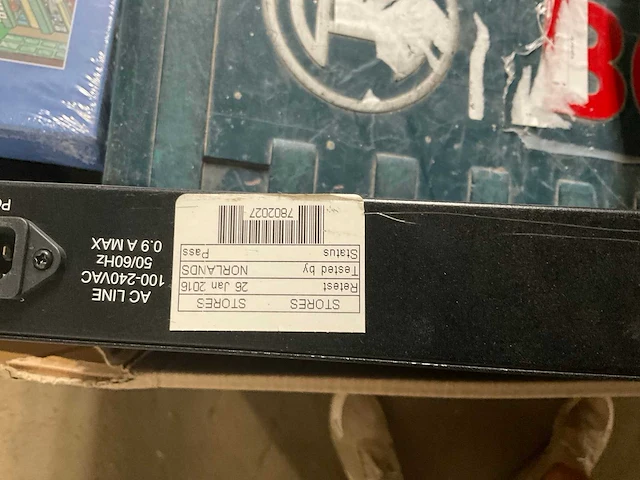 STORES STORES
Retest 26 Jan 2016
Tested by NORLANDS
Status Pass
7802027
AC LINE
100-240VAC
50/60Hz
0.9 A MAX